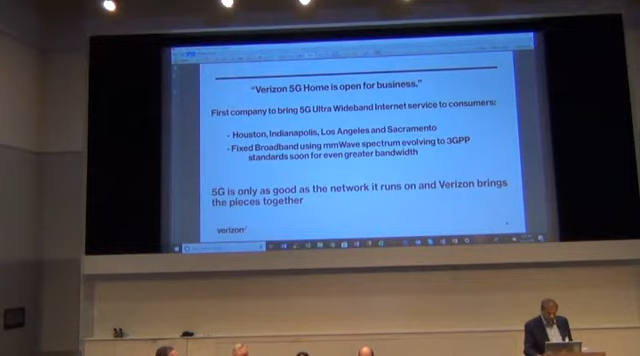 "Verizon 5G Home is open for business."
First company to bring 5G Ultra Wideband Internet service to consumers:
- Houston, Indianapolis, Los Angeles and Sacramento
- Fixed Broadband using mmWave spectrum evolving to 3GPP
standards soon for even greater bandwidth
5G is only as good as the network it runs on and Verizon brings
the pieces together
verizon✓